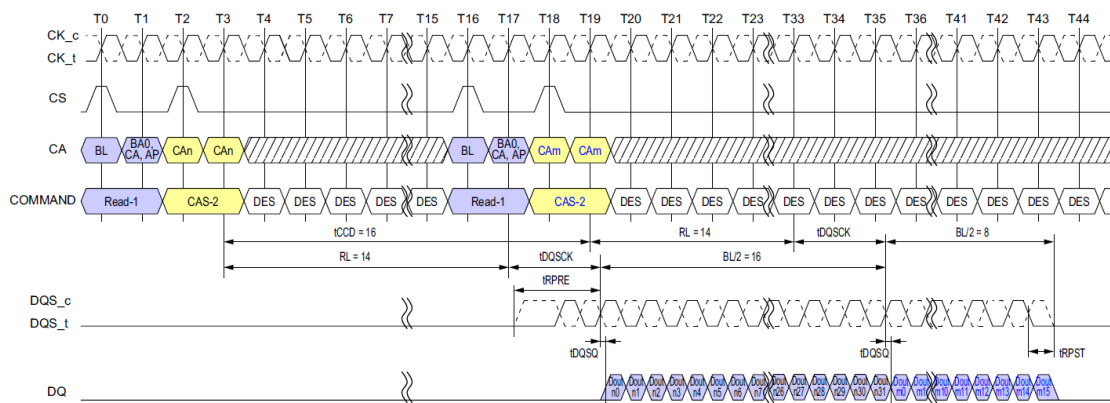 T0 T1 T2 T3 T4 T5 T6 T7 T15 T16 T17 T18 T19 T20 T21 T22 T23 T33 T34 T35 T36 T41 T42 T43 T44
CK_c
CK_t
CS
CA BL BA0, CA, AP CAn CAn BL BA0, CA, AP CAm CAm
COMMAND Read-1 CAS-2 DES DES DES DES DES Read-1 CAS-2 DES DES DES DES DES DES DES DES DES DES DES DES
tCCD = 16 RL = 14 tDQSCK BL/2 = 8
RL = 14 tDQSCK BL/2 = 16
tRPRE
DQS_c
DQS_t
tDQSQ tDQSQ tRPST
DQ Dout n0 Dout n1 Dout n2 Dout n3 Dout n4 Dout n5 Dout n6 Dout n7 Dout n26 Dout n27 Dout n28 Dout n29 Dout n30 Dout n31 Dout m0 Dout m1 Dout m10 Dout m11 Dout m12 Dout m13 Dout m14 Dout m15